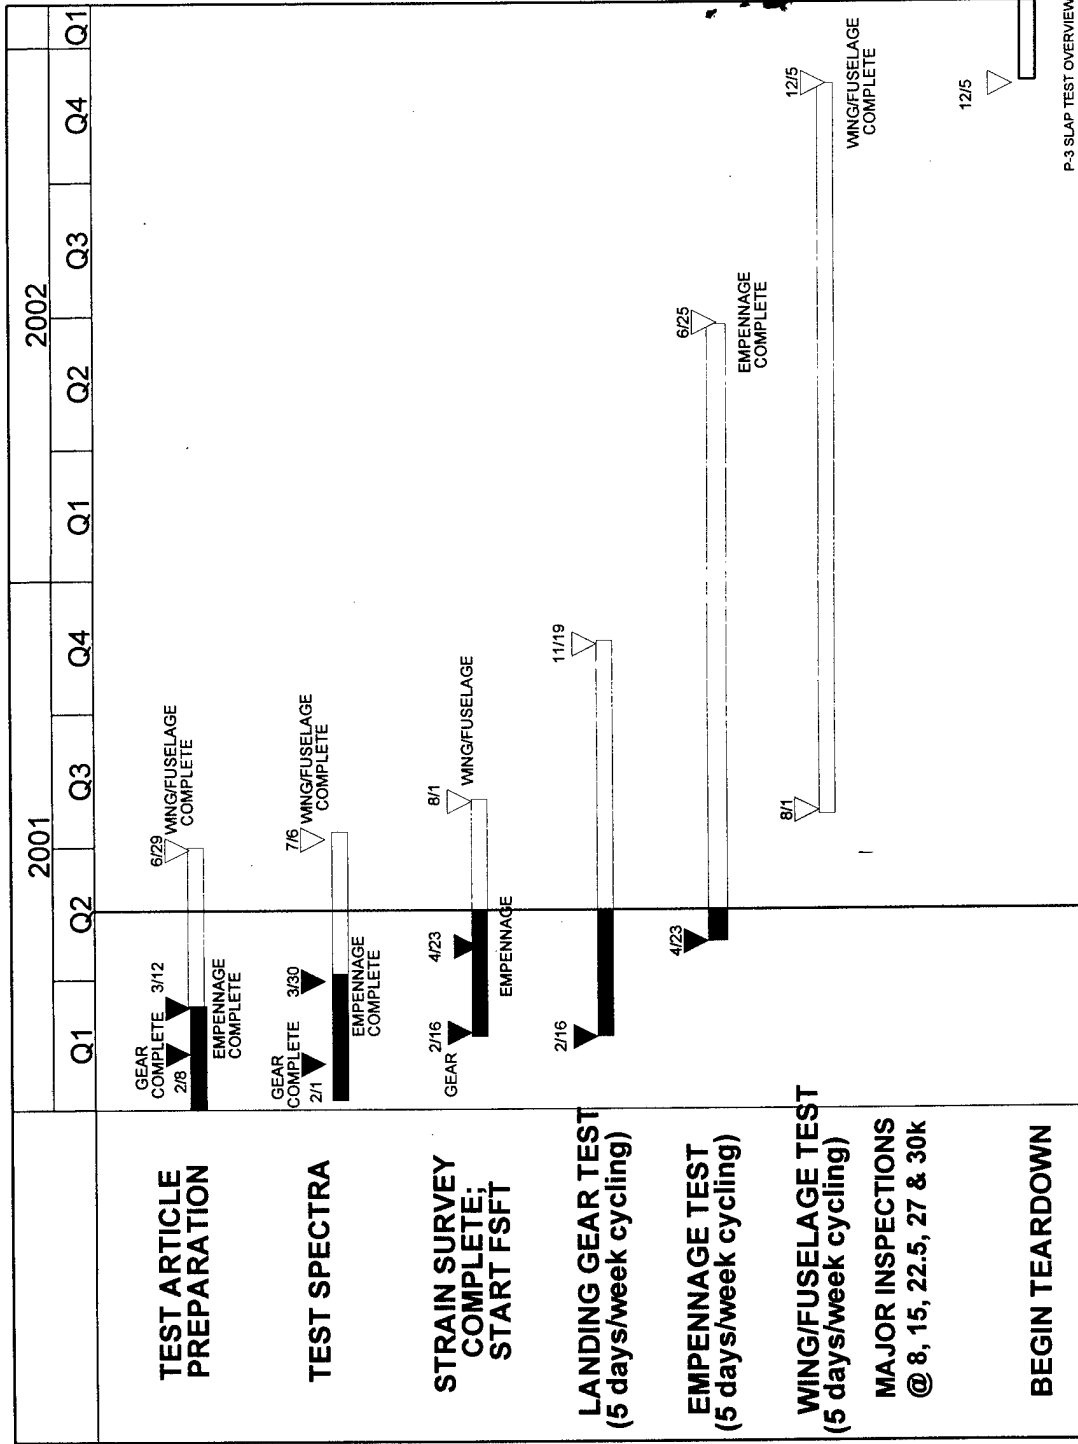 2001
2002
Q1
Q2
Q3
Q4
Q1
Q2
Q3
Q4
Q1
TEST ARTICLE
PREPARATION
GEAR
COMPLETE
2/8
3/12
EMPENNAGE
COMPLETE
6/29
WING/FUSELAGE
COMPLETE
TEST SPECTRA
GEAR
COMPLETE
2/1
3/30
EMPENNAGE
COMPLETE
7/6
WING/FUSELAGE
COMPLETE
STRAIN SURVEY
COMPLETE;
START FSFT
GEAR
2/16
4/23
EMPENNAGE
8/1
WING/FUSELAGE
LANDING GEAR TEST
(5 days/week cycling)
2/16
11/19
EMPENNAGE TEST
(5 days/week cycling)
4/23
6/25
EMPENNAGE
COMPLETE
WING/FUSELAGE TEST
(5 days/week cycling)
8/1
12/5
WING/FUSELAGE
COMPLETE
MAJOR INSPECTIONS
@ 8, 15, 22.5, 27 & 30k
BEGIN TEARDOWN
12/5
P-3 SLAP TEST OVERVIEW